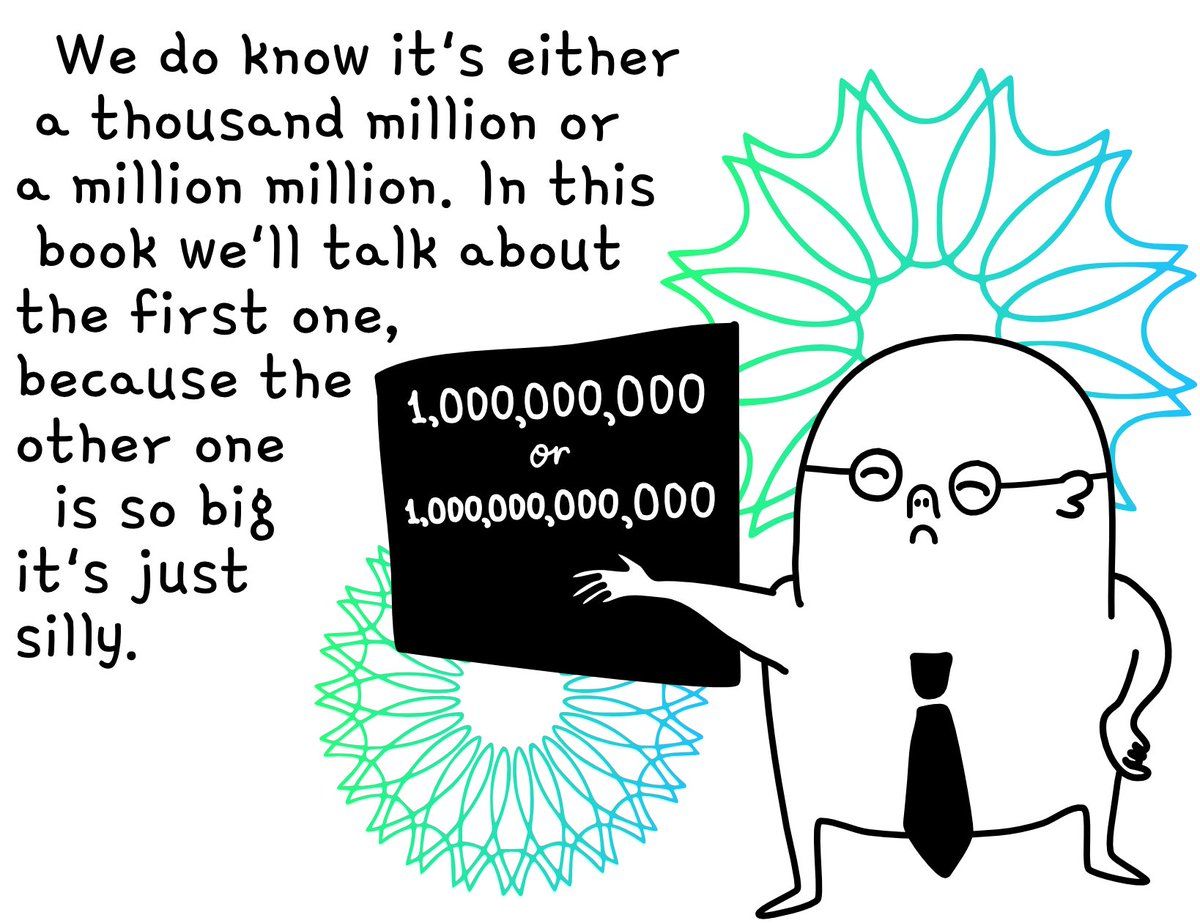 We do know it's either
a thousand million or
a million million. In this
book we'll talk about
the first one,
because the
other one
is so big
it's just
silly.
1,000,000,000
or
1,000,000,000,000